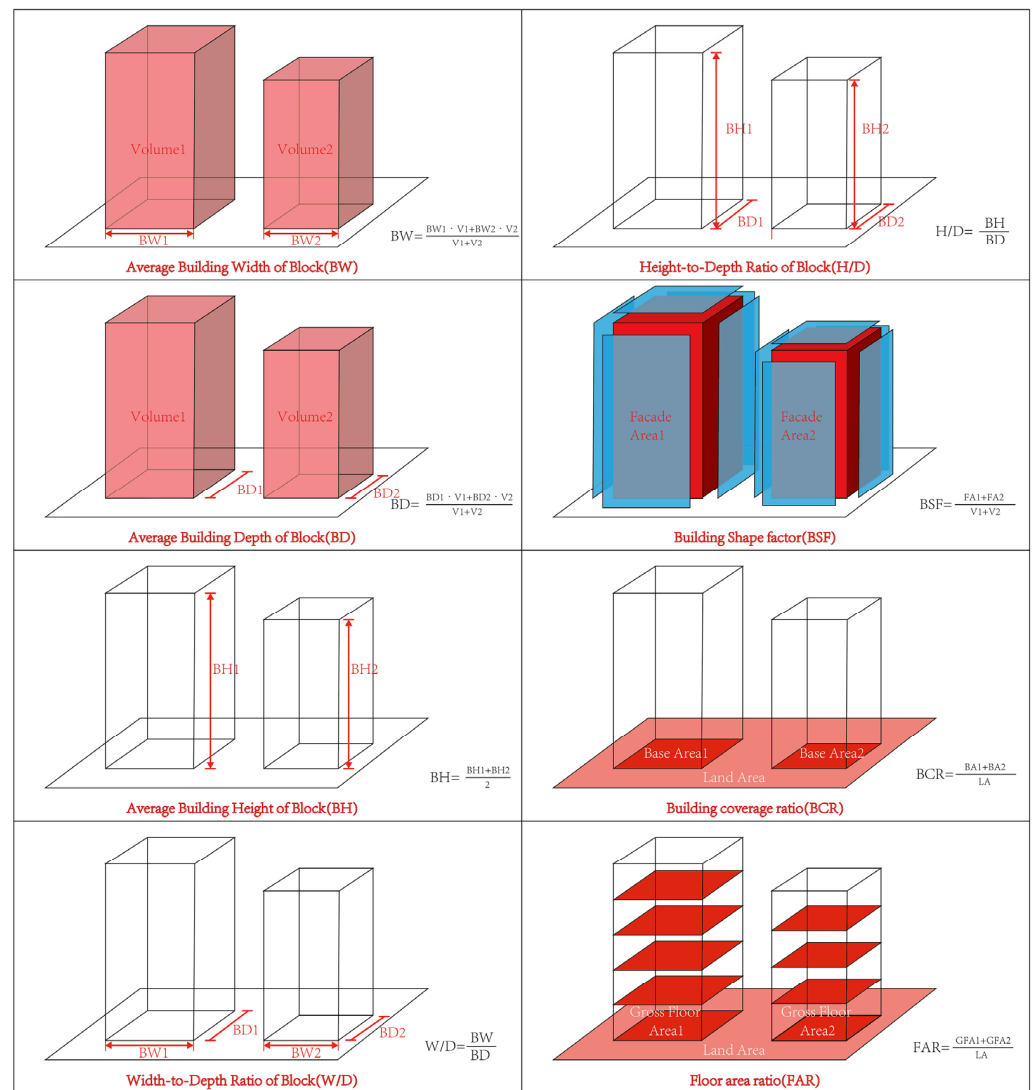 Volume1
Volume2
BW1
BW2
BW= BW1 · V1+BW2 · V2 / V1+V2
Average Building Width of Block(BW)
BH1
BH2
BD1
BD2
H/D= BH / BD
Height-to-Depth Ratio of Block(H/D)
Volume1
Volume2
BD1
BD2
BD= BD1 · V1+BD2 · V2 / V1+V2
Average Building Depth of Block(BD)
Facade
Area1
Facade
Area2
BSF= FA1+FA2 / V1+V2
Building Shape factor(BSF)
BH1
BH2
BH= BH1+BH2 / 2
Average Building Height of Block(BH)
Base Area1
Base Area2
Land Area
BCR= BA1+BA2 / LA
Building coverage ratio(BCR)
BD1
BD2
BW1
BW2
W/D= BW / BD
Width-to-Depth Ratio of Block(W/D)
Gross Floor
Area1
Gross Floor
Area2
Land Area
FAR= GFA1+GFA2 / LA
Floor area ratio(FAR)